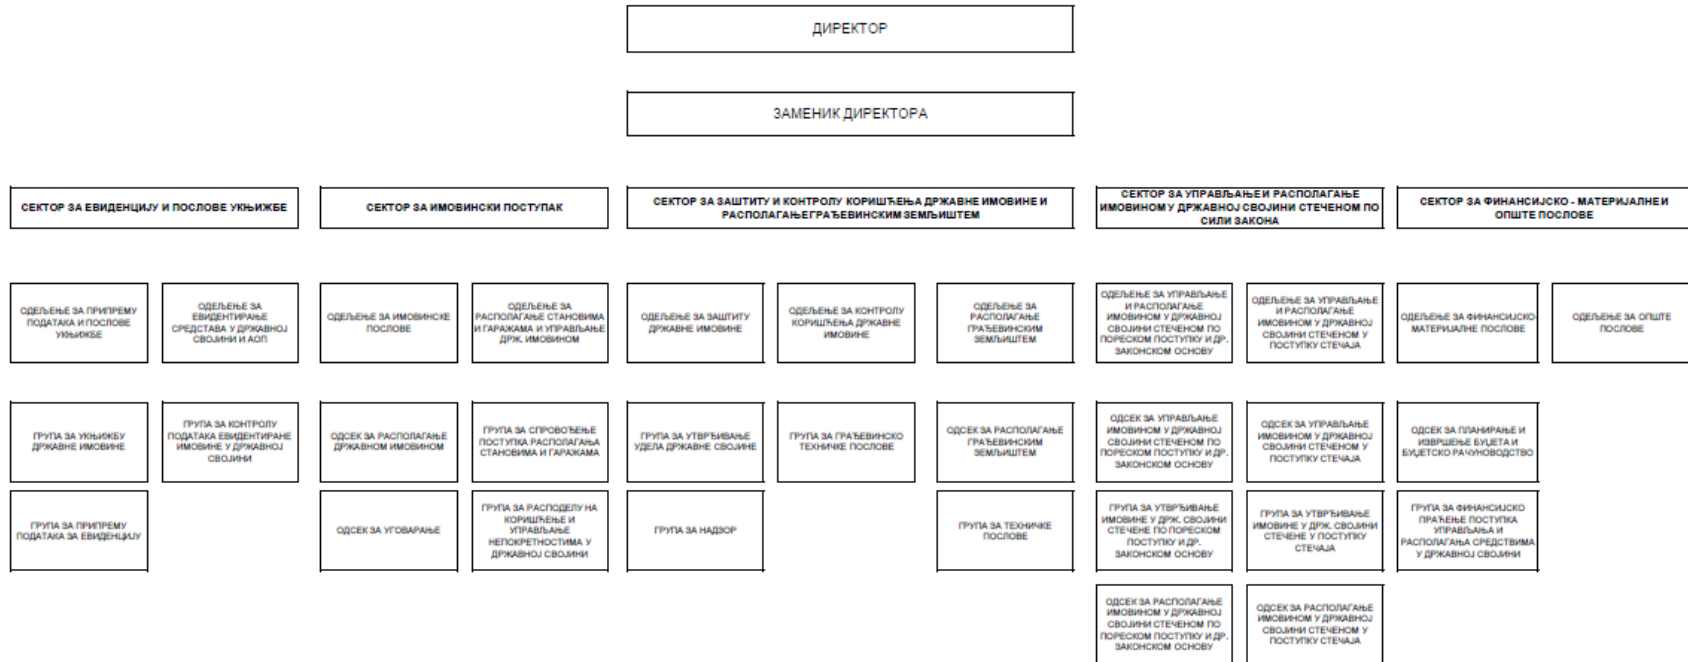 ДИРЕКТОР
ЗАМЕНИК ДИРЕКТОРА
СЕКТОР ЗА ЕВИДЕНЦИЈУ И ПОСЛОВЕ УКЊИЖБЕ
СЕКТОР ЗА ИМОВИНСКИ ПОСТУПАК
СЕКТОР ЗА ЗАШТИТУ И КОНТРОЛУ КОРИШЋЕЊА ДРЖАВНЕ ИМОВИНЕ И
РАСПОЛАГАЊЕ ГРАЂЕВИНСКИМ ЗЕМЉИШТЕМ
СЕКТОР ЗА УПРАВЉАЊЕ И РАСПОЛАГАЊЕ
ИМОВИНОМ У ДРЖАВНОЈ СВОЈИНИ СТЕЧЕНОМ ПО
СИЛИ ЗАКОНА
СЕКТОР ЗА ФИНАНСИЈСКО - МАТЕРИЈАЛНЕ И
ОПШТЕ ПОСЛОВЕ
ОДЕЉЕЊЕ ЗА ПРИПРЕМУ
ПОДАТАКА И ПОСЛОВЕ
УКЊИЖБЕ
ОДЕЉЕЊЕ ЗА
ЕВИДЕНТИРАЊЕ
СРЕДСТАВА У ДРЖАВНОЈ
СВОЈИНИ И АОП
ОДЕЉЕЊЕ ЗА ИМОВИНСКЕ
ПОСЛОВЕ
ОДЕЉЕЊЕ ЗА
РАСПОЛАГАЊЕ СТАНОВИМА
И ГАРАЖАМА И УПРАВЉАЊЕ
ДРЖ. ИМОВИНОМ
ОДЕЉЕЊЕ ЗА ЗАШТИТУ
ДРЖАВНЕ ИМОВИНЕ
ОДЕЉЕЊЕ ЗА КОНТРОЛУ
КОРИШЋЕЊА ДРЖАВНЕ
ИМОВИНЕ
ОДЕЉЕЊЕ ЗА
РАСПОЛАГАЊЕ
ГРАЂЕВИНСКИМ
ЗЕМЉИШТЕМ
ОДЕЉЕЊЕ ЗА УПРАВЉАЊЕ
И РАСПОЛАГАЊЕ
ИМОВИНОМ У ДРЖАВНОЈ
СВОЈИНИ СТЕЧЕНОМ ПО
ПОРЕСКОМ ПОСТУПКУ И ДР.
ЗАКОНСКОМ ОСНОВУ
ОДЕЉЕЊЕ ЗА УПРАВЉАЊЕ
И РАСПОЛАГАЊЕ
ИМОВИНОМ У ДРЖАВНОЈ
СВОЈИНИ СТЕЧЕНОМ У
ПОСТУПКУ СТЕЧАЈА
ОДЕЉЕЊЕ ЗА ФИНАНСИЈСКО-
МАТЕРИЈАЛНЕ ПОСЛОВЕ
ОДЕЉЕЊЕ ЗА ОПШТЕ
ПОСЛОВЕ
ГРУПА ЗА УКЊИЖБУ
ДРЖАВНЕ ИМОВИНЕ
ГРУПА ЗА КОНТРОЛУ
ПОДАТАКА ЕВИДЕНТИРАНЕ
ИМОВИНЕ У ДРЖАВНОЈ
СВОЈИНИ
ОДСЕК ЗА РАСПОЛАГАЊЕ
ДРЖАВНОМ ИМОВИНОМ
ГРУПА ЗА СПРОВОЂЕЊЕ
ПОСТУПКА РАСПОЛАГАЊА
СТАНОВИМА И ГАРАЖАМА
ГРУПА ЗА УТВРЂИВАЊЕ
УДЕЛА ДРЖАВНЕ СВОЈИНЕ
ГРУПА ЗА ГРАЂЕВИНСКО
ТЕХНИЧКЕ ПОСЛОВЕ
ОДСЕК ЗА РАСПОЛАГАЊЕ
ГРАЂЕВИНСКИМ
ЗЕМЉИШТЕМ
ОДСЕК ЗА УПРАВЉАЊЕ
ИМОВИНОМ У ДРЖАВНОЈ
СВОЈИНИ СТЕЧЕНОМ ПО
ПОРЕСКОМ ПОСТУПКУ И ДР.
ЗАКОНСКОМ ОСНОВУ
ОДСЕК ЗА УПРАВЉАЊЕ
ИМОВИНОМ У ДРЖАВНОЈ
СВОЈИНИ СТЕЧЕНОМ У
ПОСТУПКУ СТЕЧАЈА
ОДСЕК ЗА ПЛАНИРАЊЕ И
ИЗВРШЕЊЕ БУЏЕТА И
БУЏЕТСКО РАЧУНОВОДСТВО
ГРУПА ЗА ПРИПРЕМУ
ПОДАТАКА ЗА ЕВИДЕНЦИЈУ
ОДСЕК ЗА УГОВАРАЊЕ
ГРУПА ЗА РАСПОДЕЛУ НА
КОРИШЋЕЊЕ И
УПРАВЉАЊЕ
НЕПОКРЕТНОСТИМА У
ДРЖАВНОЈ СВОЈИНИ
ГРУПА ЗА НАДЗОР
ГРУПА ЗА ТЕХНИЧКЕ
ПОСЛОВЕ
ГРУПА ЗА УТВРЂИВАЊЕ
ИМОВИНЕ У ДРЖ. СВОЈИНИ
СТЕЧЕНЕ ПО ПОРЕСКОМ
ПОСТУПКУ И ДР.
ЗАКОНСКОМ ОСНОВУ
ГРУПА ЗА УТВРЂИВАЊЕ
ИМОВИНЕ У ДРЖ. СВОЈИНИ
СТЕЧЕНЕ У ПОСТУПКУ
СТЕЧАЈА
ГРУПА ЗА ФИНАНСИЈСКО
ПРАЋЕЊЕ ПОСТУПКА
УПРАВЉАЊА И
РАСПОЛАГАЊА СРЕДСТВИМА
У ДРЖАВНОЈ СВОЈИНИ
ОДСЕК ЗА РАСПОЛАГАЊЕ
ИМОВИНОМ У ДРЖАВНОЈ
СВОЈИНИ СТЕЧЕНОМ ПО
ПОРЕСКОМ ПОСТУПКУ И ДР.
ЗАКОНСКОМ ОСНОВУ
ОДСЕК ЗА РАСПОЛАГАЊЕ
ИМОВИНОМ У ДРЖАВНОЈ
СВОЈИНИ СТЕЧЕНОМ У
ПОСТУПКУ СТЕЧАЈА